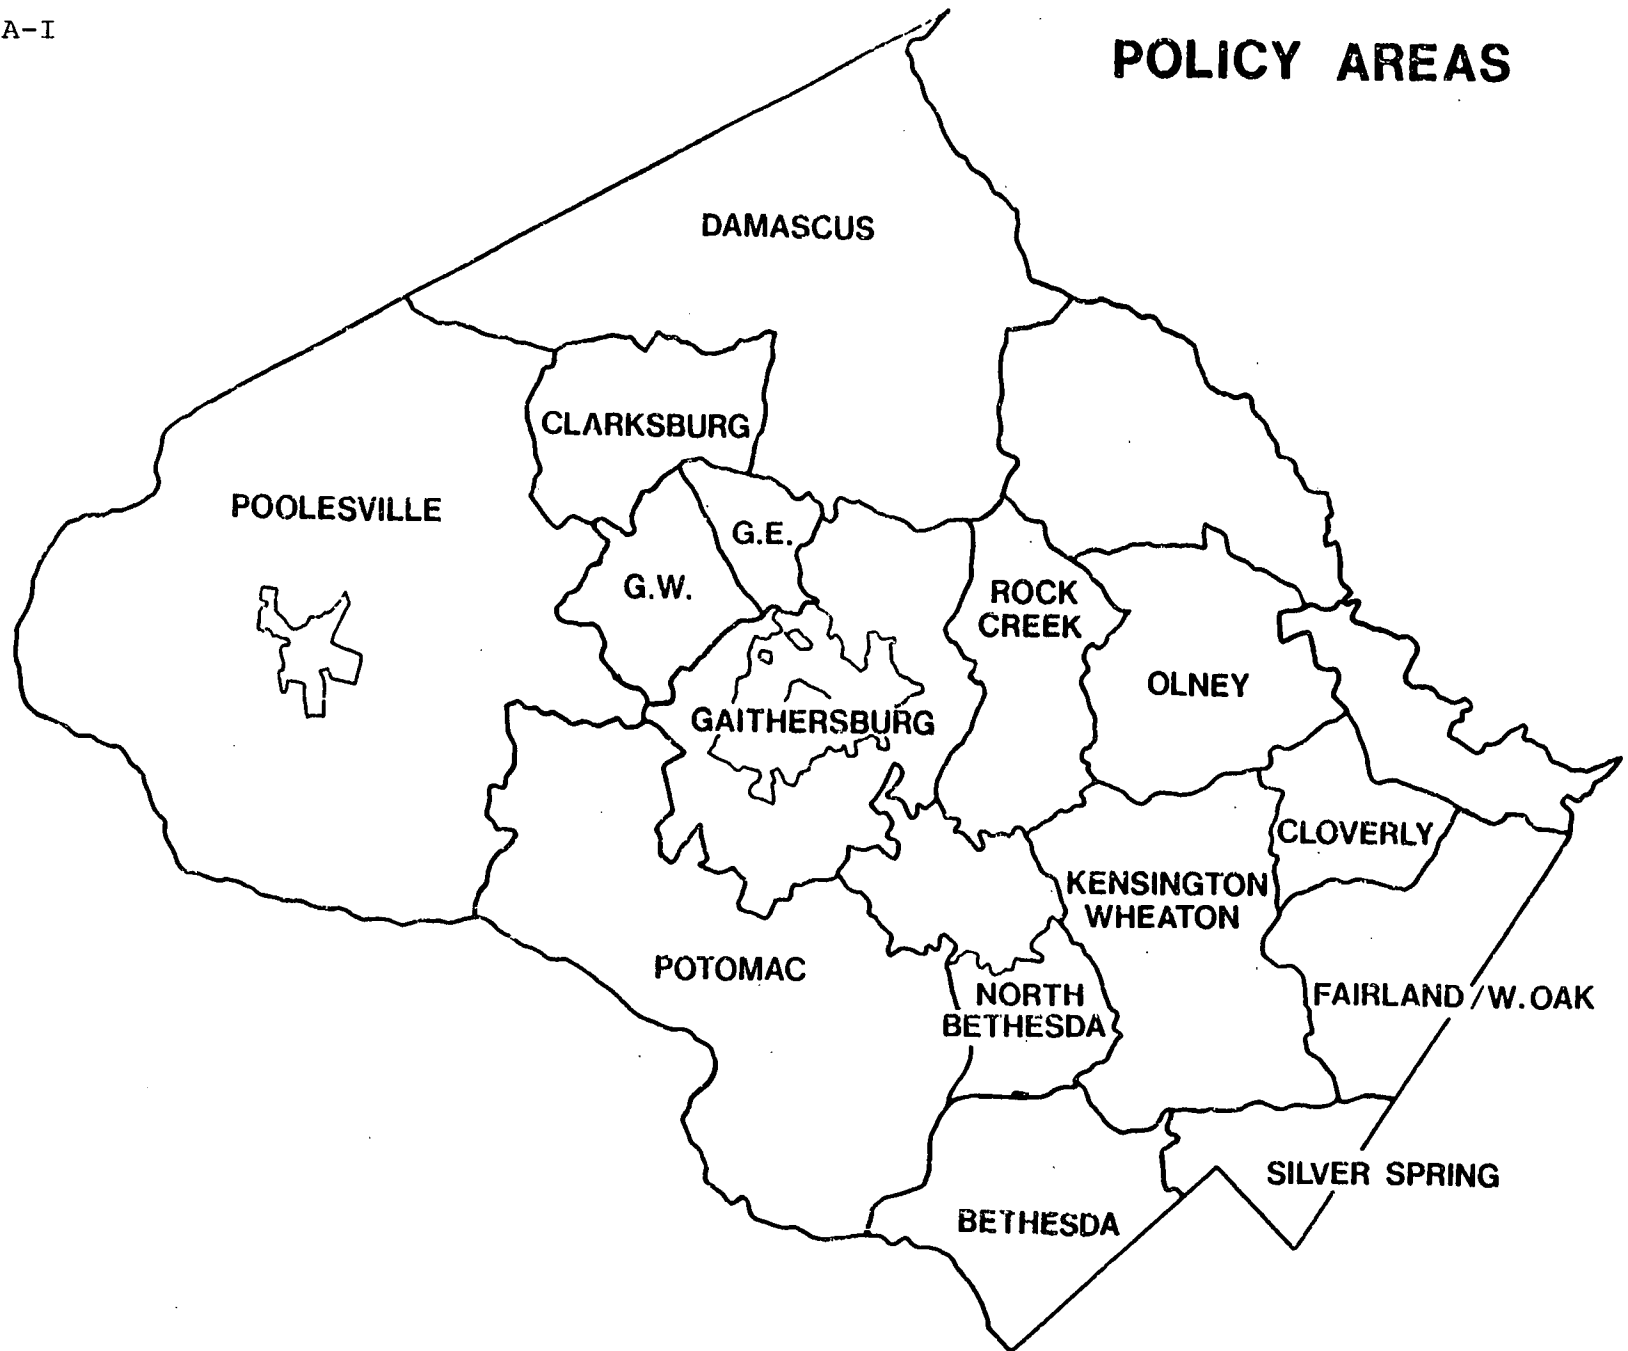 A-I
POLICY AREAS
DAMASCUS
CLARKSBURG
POOLESVILLE
G.E.
G.W.
ROCK
CREEK
OLNEY
GAITHERSBURG
CLOVERLY
KENSINGTON
WHEATON
POTOMAC
NORTH
BETHESDA
FAIRLAND/W.OAK
SILVER SPRING
BETHESDA